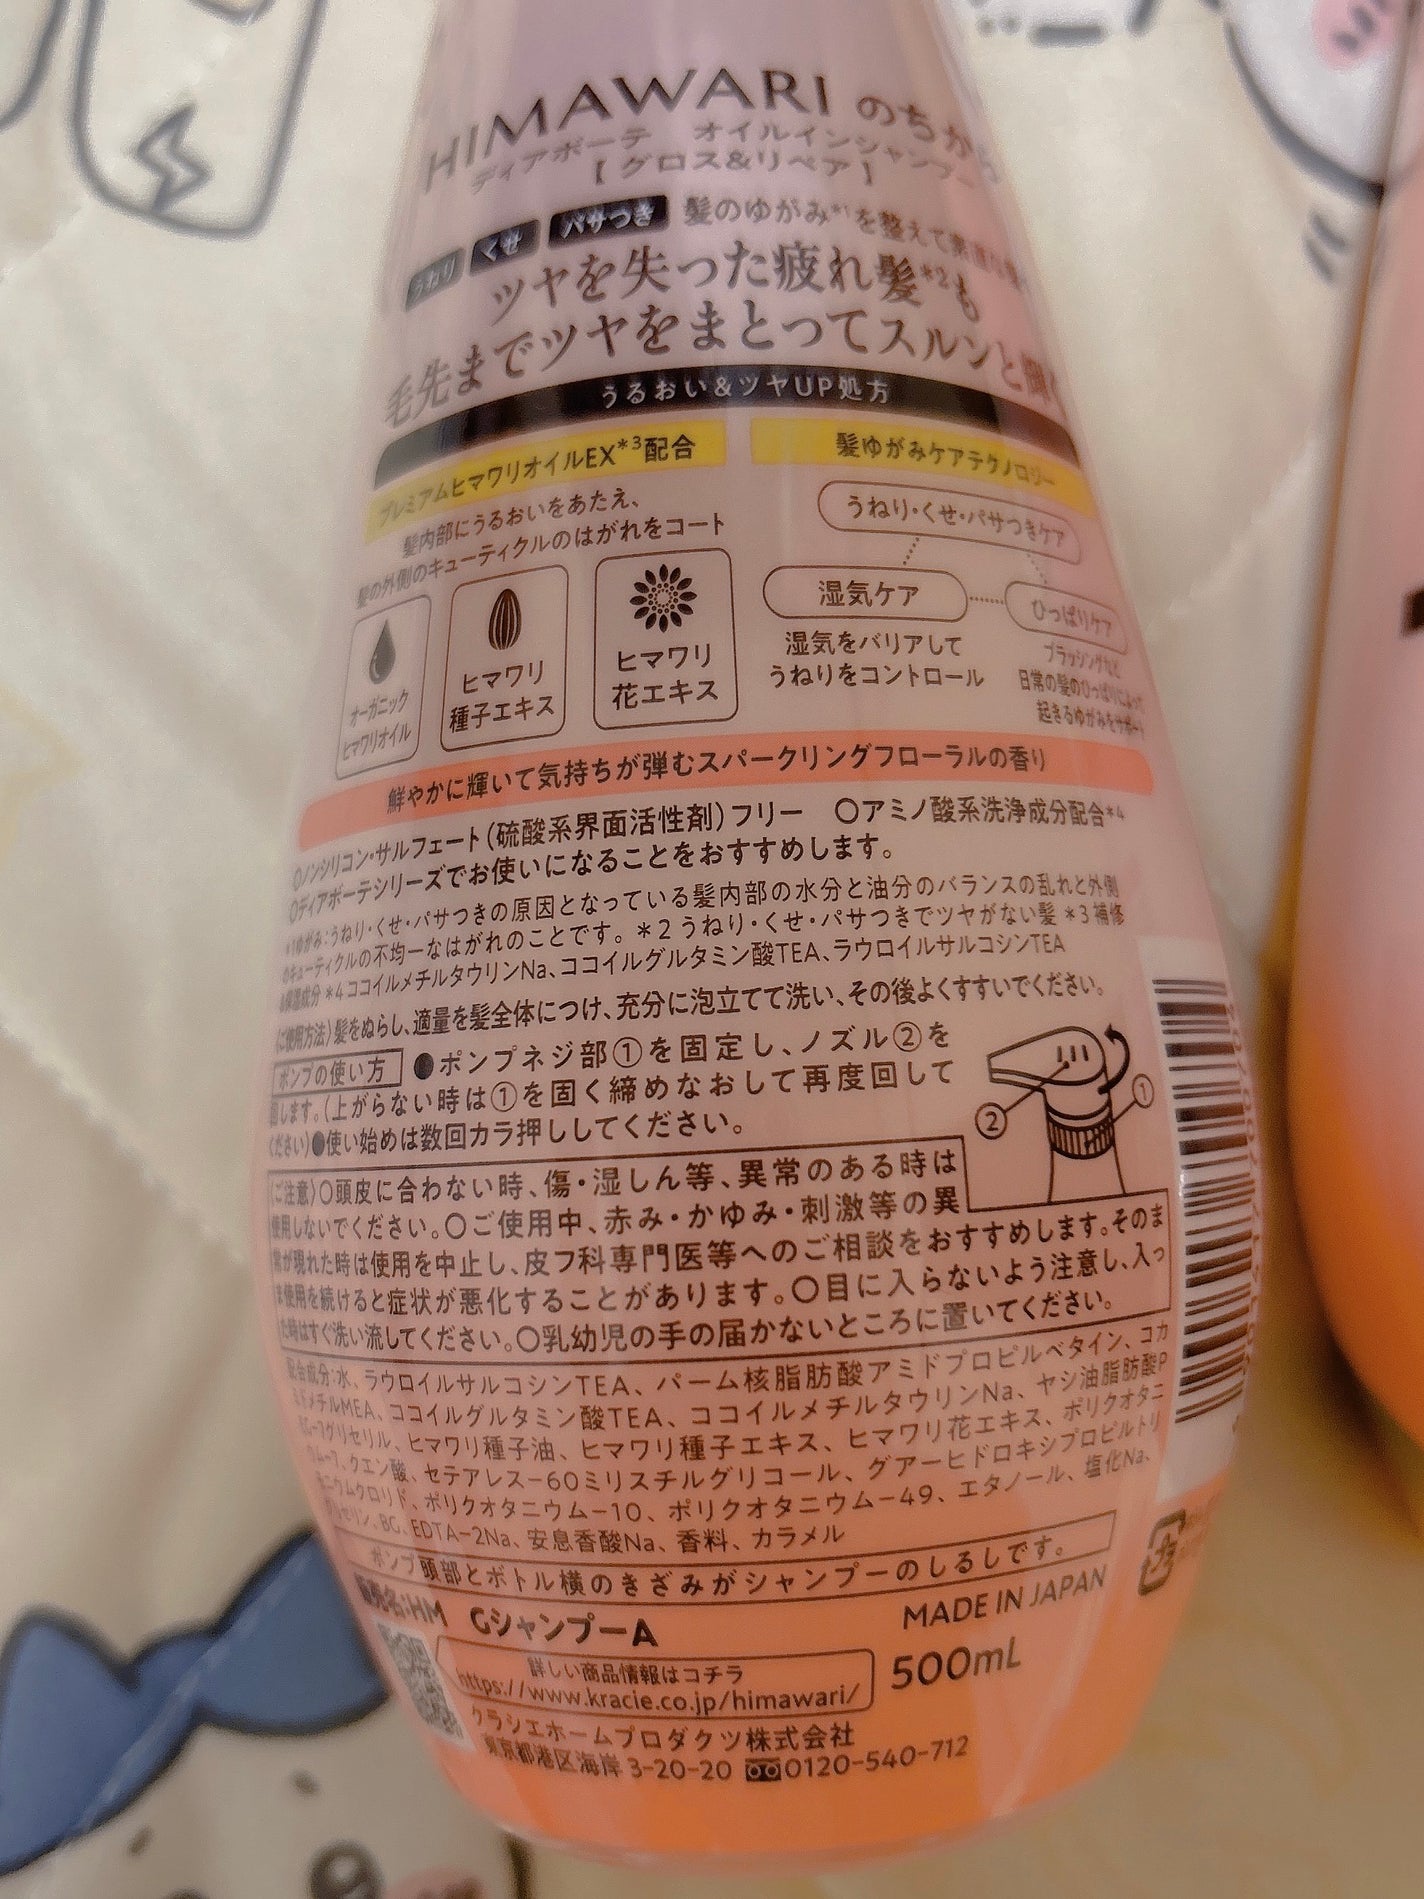 HIMAWARI のちから
ディアボーテ オイルインシャンプー
【グロス&リペア】
うねり くせ パサつき 髪のゆがみ*1を整えて
ツヤを失った疲れ髪*2も
毛先までツヤをまとってスルンと
うるおい&ツヤUP処方
プレミアムヒマワリオイルEX*3配合
髪内部にうるおいをあたえ、
髪の外側のキューティクルのはがれをコート
オーガニック
ヒマワリオイル
ヒマワリ
種子エキス
ヒマワリ
花エキス
髪ゆがみケアテクノロジー
うねり・くせ・パサつきケア
湿気ケア
湿気をバリアして
うねりをコントロール
ひっぱりケア
ブラッシングなど
日常の髪のひっぱりによって
起きるゆがみをサポート
鮮やかに輝いて気持ちが弾むスパークリングフローラルの香り
○ノンシリコン・サルフェート(硫酸系界面活性剤)フリー ○アミノ酸系洗浄成分配合*4
○ディアボーテシリーズでお使いになることをおすすめします。
*1ゆがみ:うねり・くせ・パサつきの原因となっている髪内部の水分と油分のバランスの乱れと外側
のキューティクルの不均一なはがれのことです。*2 うねり・くせ・パサつきでツヤがない髪 *3 補修
&保湿成分 *4 ココイルメチルタウリンNa、ココイルグルタミン酸TEA、ラウロイルサルコシンTEA
〈ご使用方法〉髪をぬらし、適量を髪全体につけ、充分に泡立てて洗い、その後よくすすいでください。
ポンプの使い方 ●ポンプネジ部①を固定し、ノズル②を
回します。(上がらない時は①を固く締めなおして再度回して
ください)●使い始めは数回カラ押ししてください。
②
①
〈ご注意〉○頭皮に合わない時、傷・湿しん等、異常のある時は
使用しないでください。○ご使用中、赤み・かゆみ・刺激等の異
常が現れた時は使用を中止し、皮フ科専門医等へのご相談をおすすめします。そのま
ま使用を続けると症状が悪化することがあります。○目に入らないよう注意し、入っ
た時はすぐ洗い流してください。○乳幼児の手の届かないところに置いてください。
配合成分:水、ラウロイルサルコシンTEA、パーム核脂肪酸アミドプロピルベタイン、コカ
ミドメチルMEA、ココイルグルタミン酸TEA、ココイルメチルタウリンNa、ヤシ油脂肪酸P
EG-7グリセリル、ヒマワリ種子油、ヒマワリ種子エキス、ヒマワリ花エキス、ポリクオタニ
ウム-7、クエン酸、セテアレス-60ミリスチルグリコール、グアーヒドロキシプロピルトリ
モニウムクロリド、ポリクオタニウム-10、ポリクオタニウム-49、エタノール、塩化Na、
グリセリン、BG、EDTA-2Na、安息香酸Na、香料、カラメル
ポンプ頭部とボトル横のきざみがシャンプーのしるしです。
販売名:HM GシャンプーA
MADE IN JAPAN
詳しい商品情報はコチラ
https://www.kracie.co.jp/himawari/
500mL
クラシエホームプロダクツ株式会社
東京都港区海岸 3-20-20 0120-540-712